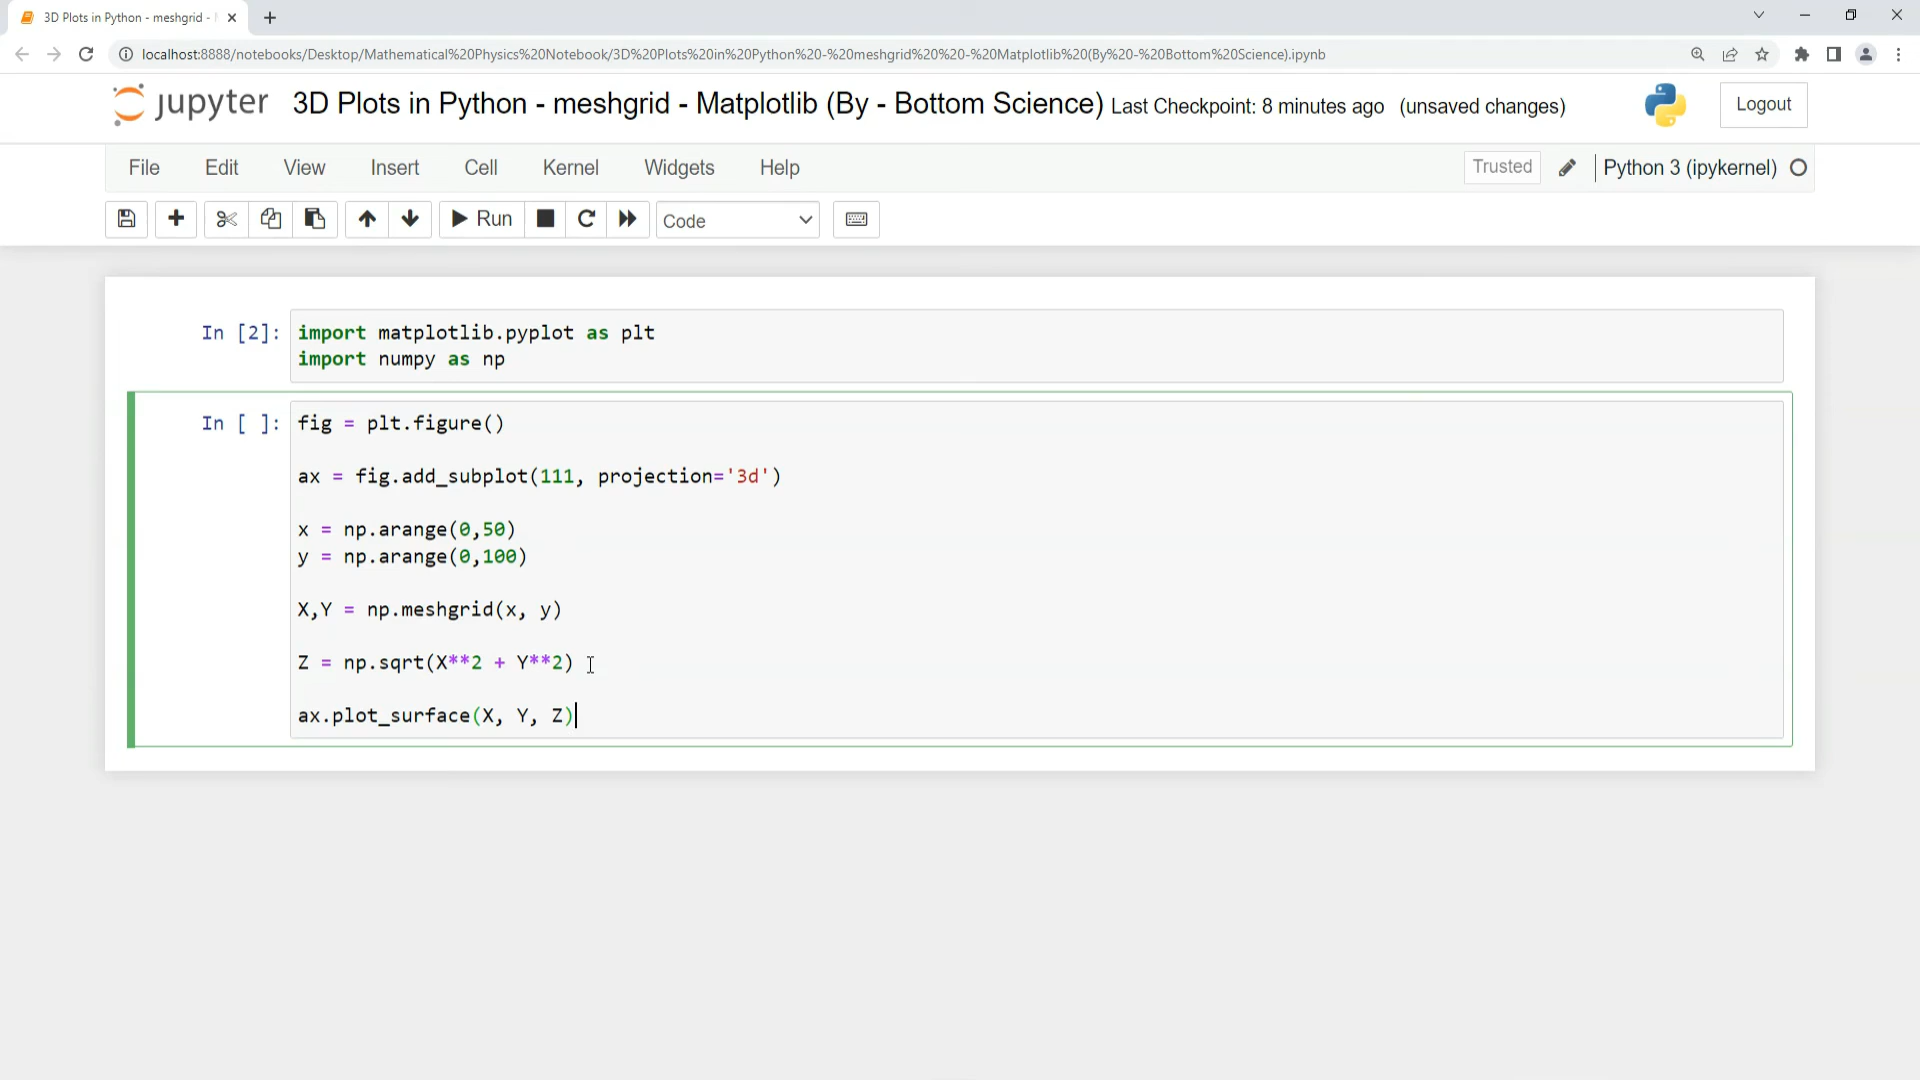 3D Plots in Python - meshgrid -
localhost:8888/notebooks/Desktop/Mathematical%20Physics%20Notebook/3D%20Plots%20in%20Python%20-%20meshgrid%20%20-%20Matplotlib%20(By%20-%20Bottom%20Science).ipynb
jupyter 3D Plots in Python - meshgrid - Matplotlib (By - Bottom Science) Last Checkpoint: 8 minutes ago (unsaved changes) Logout
File Edit View Insert Cell Kernel Widgets Help Trusted Python 3 (ipykernel)
Run Code
In [2]: import matplotlib.pyplot as plt
import numpy as np
In [ ]: fig = plt.figure()
ax = fig.add_subplot(111, projection='3d')
x = np.arange(0,50)
y = np.arange(0,100)
X,Y = np.meshgrid(x, y)
Z = np.sqrt(X**2 + Y**2)
ax.plot_surface(X, Y, Z)